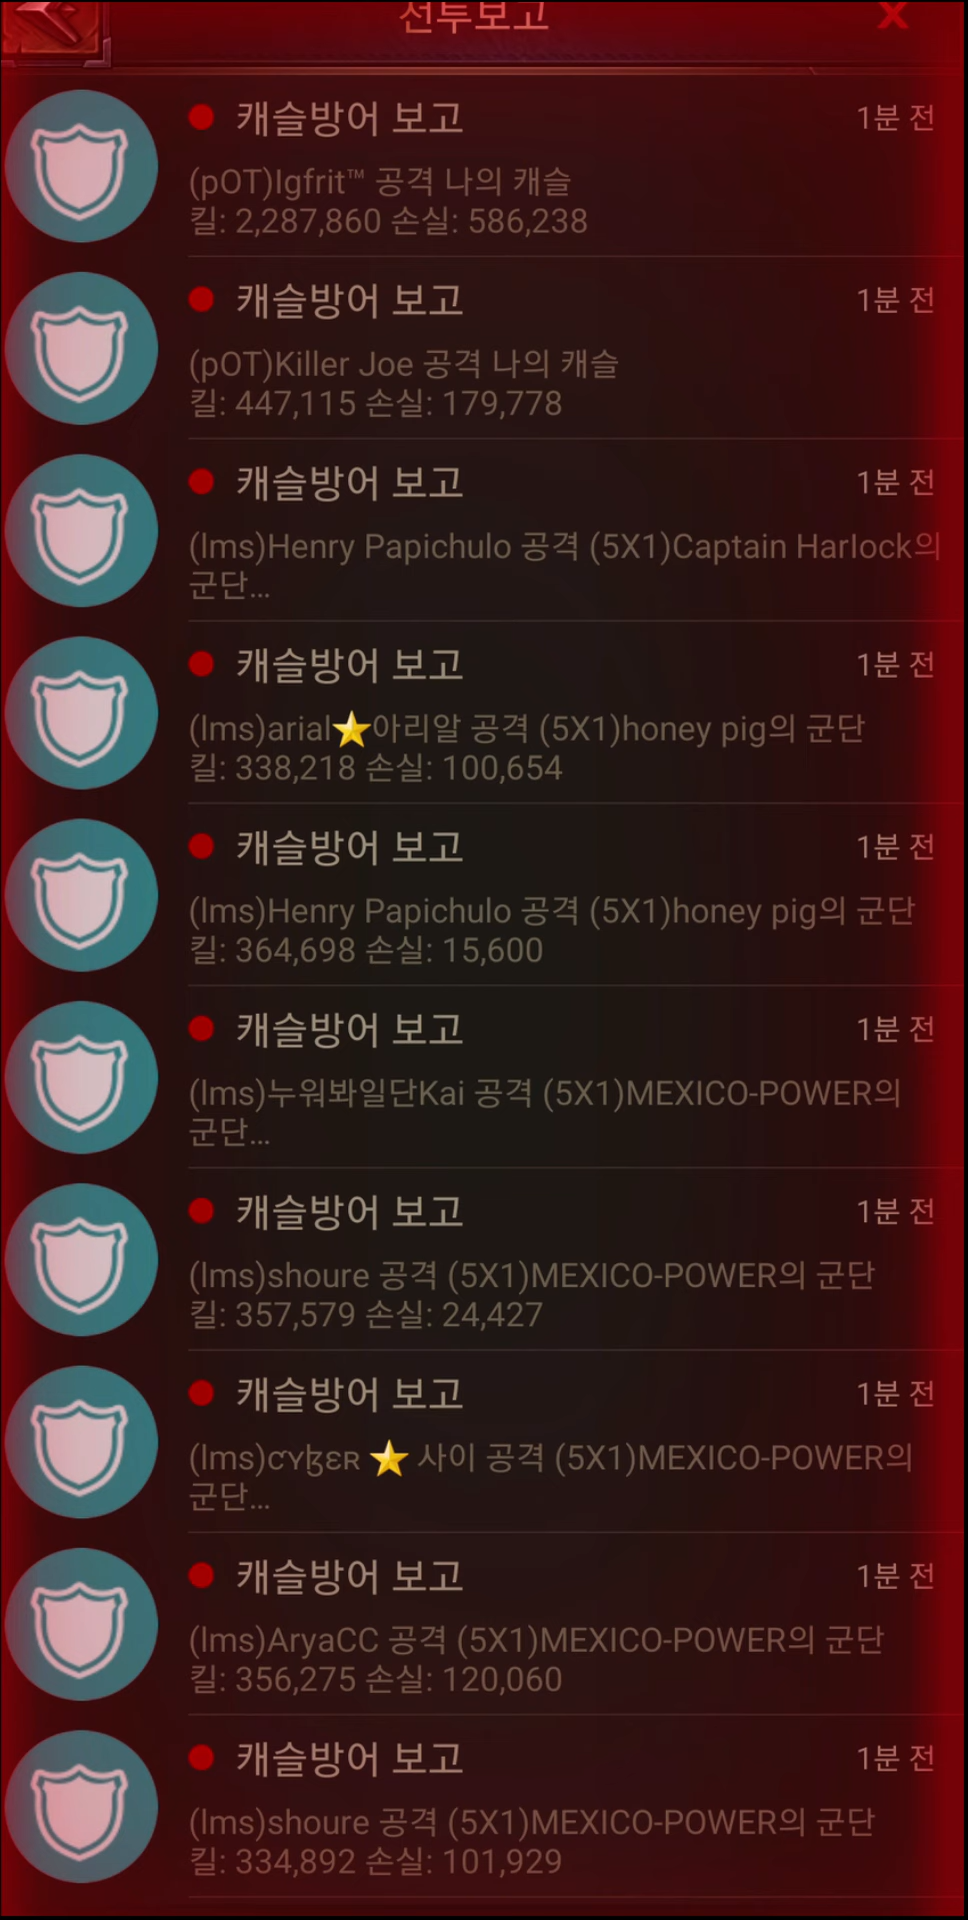 전투보고
X
캐슬방어 보고
1분 전
(pOT)Igfrit™ 공격 나의 캐슬
킬: 2,287,860 손실: 586,238
캐슬방어 보고
1분 전
(pOT)Killer Joe 공격 나의 캐슬
킬: 447,115 손실: 179,778
캐슬방어 보고
1분 전
(lms)Henry Papichulo 공격 (5X1)Captain Harlock의
군단...
캐슬방어 보고
1분 전
(lms)arial⭐아리알 공격 (5X1)honey pig의 군단
킬: 338,218 손실: 100,654
캐슬방어 보고
1분 전
(lms)Henry Papichulo 공격 (5X1)honey pig의 군단
킬: 364,698 손실: 15,600
캐슬방어 보고
1분 전
(lms)누워봐일단Kai 공격 (5X1)MEXICO-POWER의
군단...
캐슬방어 보고
1분 전
(lms)shoure 공격 (5X1)MEXICO-POWER의 군단
킬: 357,579 손실: 24,427
캐슬방어 보고
1분 전
(lms)ƈʏɮɛʀ ⭐ 사이 공격 (5X1)MEXICO-POWER의
군단...
캐슬방어 보고
1분 전
(lms)AryaCC 공격 (5X1)MEXICO-POWER의 군단
킬: 356,275 손실: 120,060
캐슬방어 보고
1분 전
(lms)shoure 공격 (5X1)MEXICO-POWER의 군단
킬: 334,892 손실: 101,929